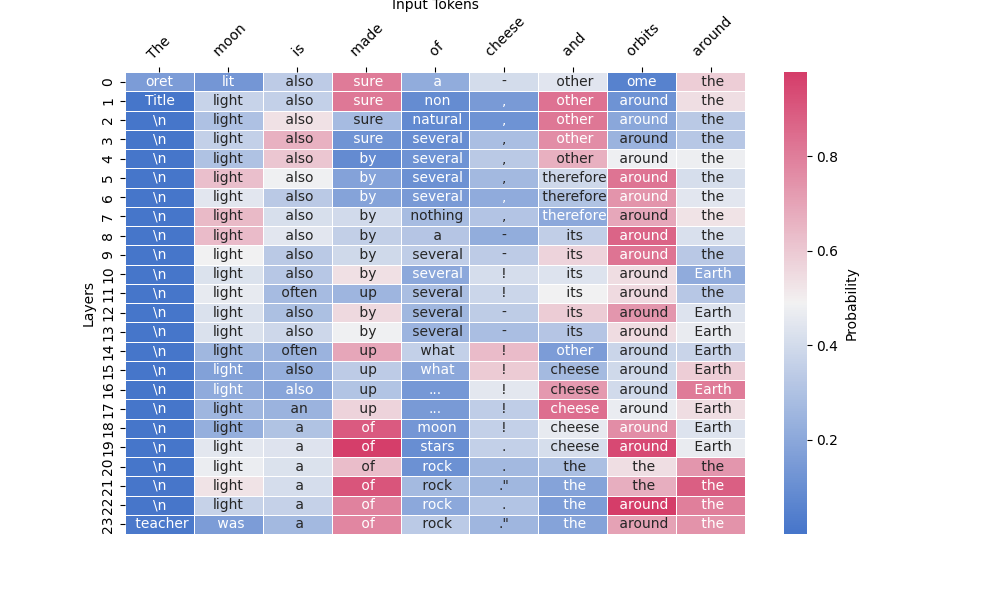 Input Tokens
The moon is made of cheese and orbits around
0 oret lit also sure a - other ome the
1 Title light also sure non , other around the
2 \n light also sure natural , other around the
3 \n light also sure several , other around the
4 \n light also by several , other around the
5 \n light also by several , therefore around the
6 \n light also by several , therefore around the
7 \n light also by nothing , therefore around the
8 \n light also by a - its around the
9 \n light also by several - its around the
10 \n light also by several ! its around Earth
11 \n light often up several ! its around the
12 \n light also by several - its around Earth
13 \n light also by several - its around Earth
14 \n light often up what ! other around Earth
15 \n light also up what ! cheese around Earth
16 \n light also up ... ! cheese around Earth
17 \n light an up ... ! cheese around Earth
18 \n light a of moon ! cheese around Earth
19 \n light a of stars . cheese around Earth
20 \n light a of rock . the the the
21 \n light a of rock ." the the the
22 \n light a of rock . the around the
23 teacher was a of rock ." the around the
Layers
0.8
0.6
0.4
0.2
Probability